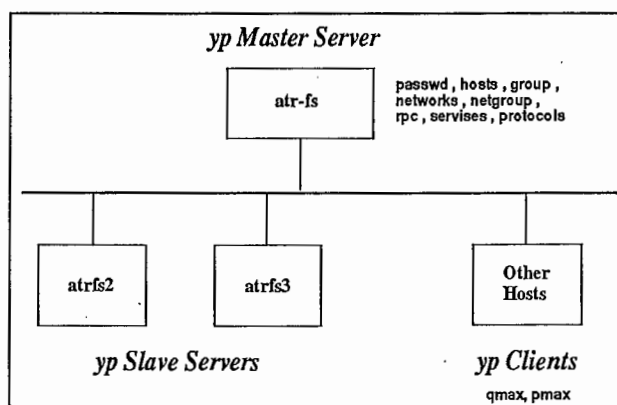 yp Master Server
atr-fs
passwd , hosts , group ,
networks , netgroup ,
rpc , servises , protocols
atrfs2
atrfs3
Other
Hosts
yp Slave Servers
yp Clients
qmax, pmax